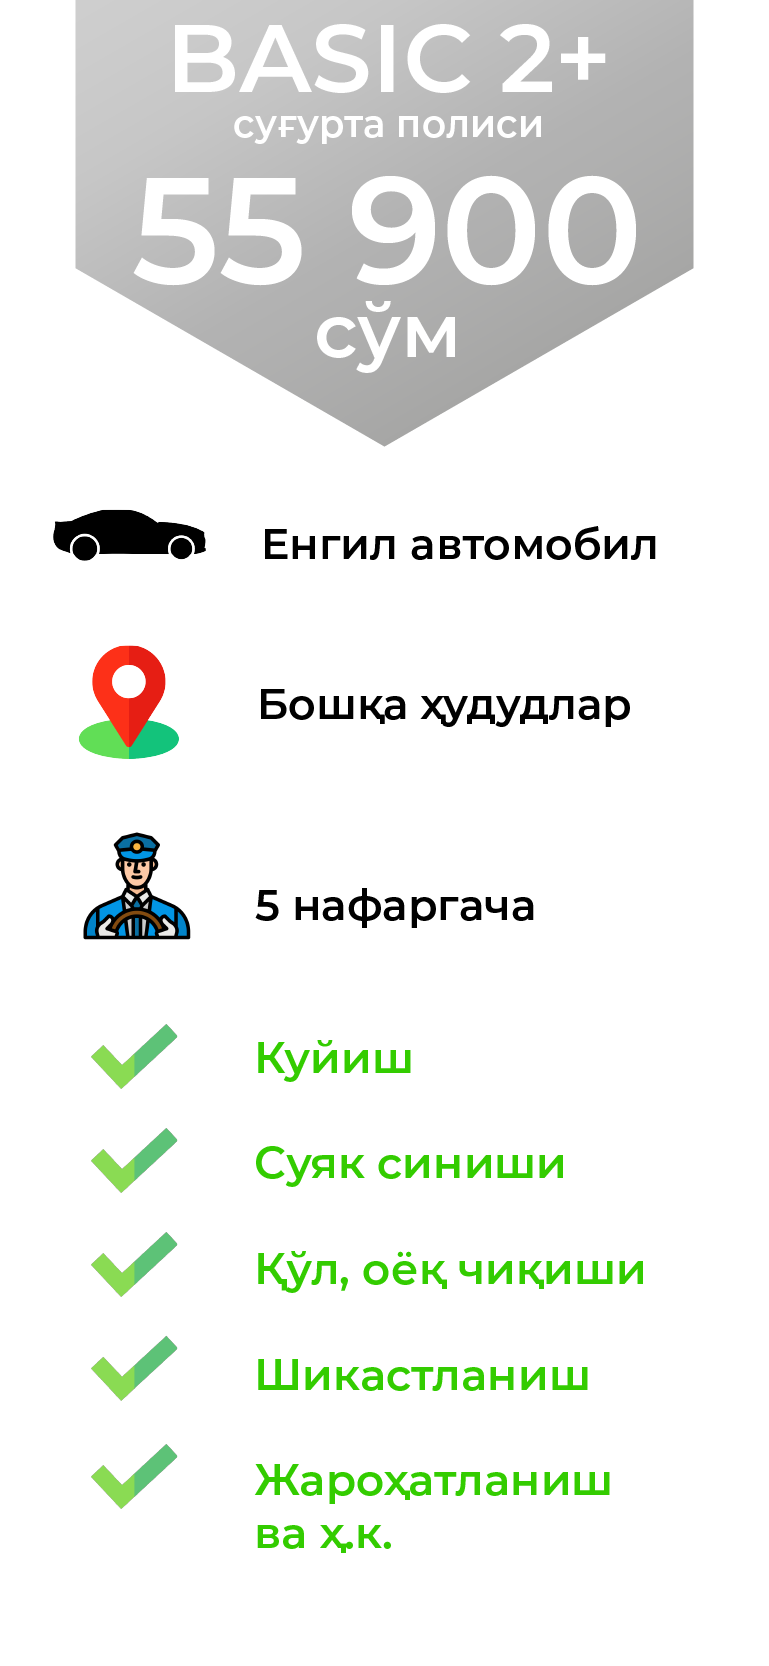 BASIC 2+
суғурта полиси
55 900
сўм
Енгил автомобил
Бошқа ҳудудлар
5 нафаргача
Куйиш
Суяк синиши
Қўл, оёқ чиқиши
Шикастланиш
Жароҳатланиш
ва ҳ.к.